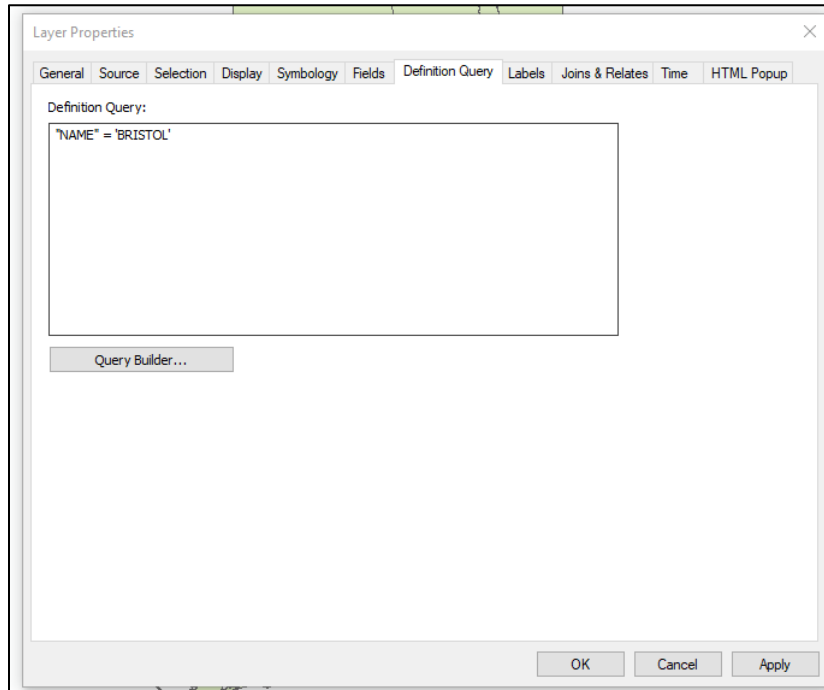 Layer Properties
General Source Selection Display Symbology Fields Definition Query Labels Joins & Relates Time HTML Popup
Definition Query:
"NAME" = 'BRISTOL'
Query Builder...
OK Cancel Apply